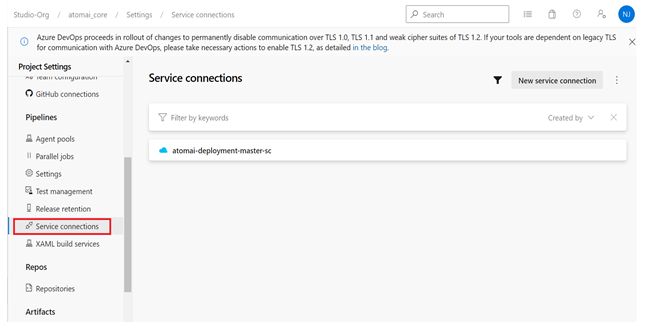 Studio-Org / atomai_core / Settings / Service connections
Search
NJ
Azure DevOps proceeds in rollout of changes to permanently disable communication over TLS 1.0, TLS 1.1 and weak cipher suites of TLS 1.2. If your tools are dependent on legacy TLS
for communication with Azure DevOps, please take necessary actions to enable TLS 1.2, as detailed in the blog.
Project Settings
Team configuration
GitHub connections
Pipelines
Agent pools
Parallel jobs
Settings
Test management
Release retention
Service connections
XAML build services
Repos
Repositories
Artifacts
Service connections
New service connection
Filter by keywords
Created by
atomai-deployment-master-sc